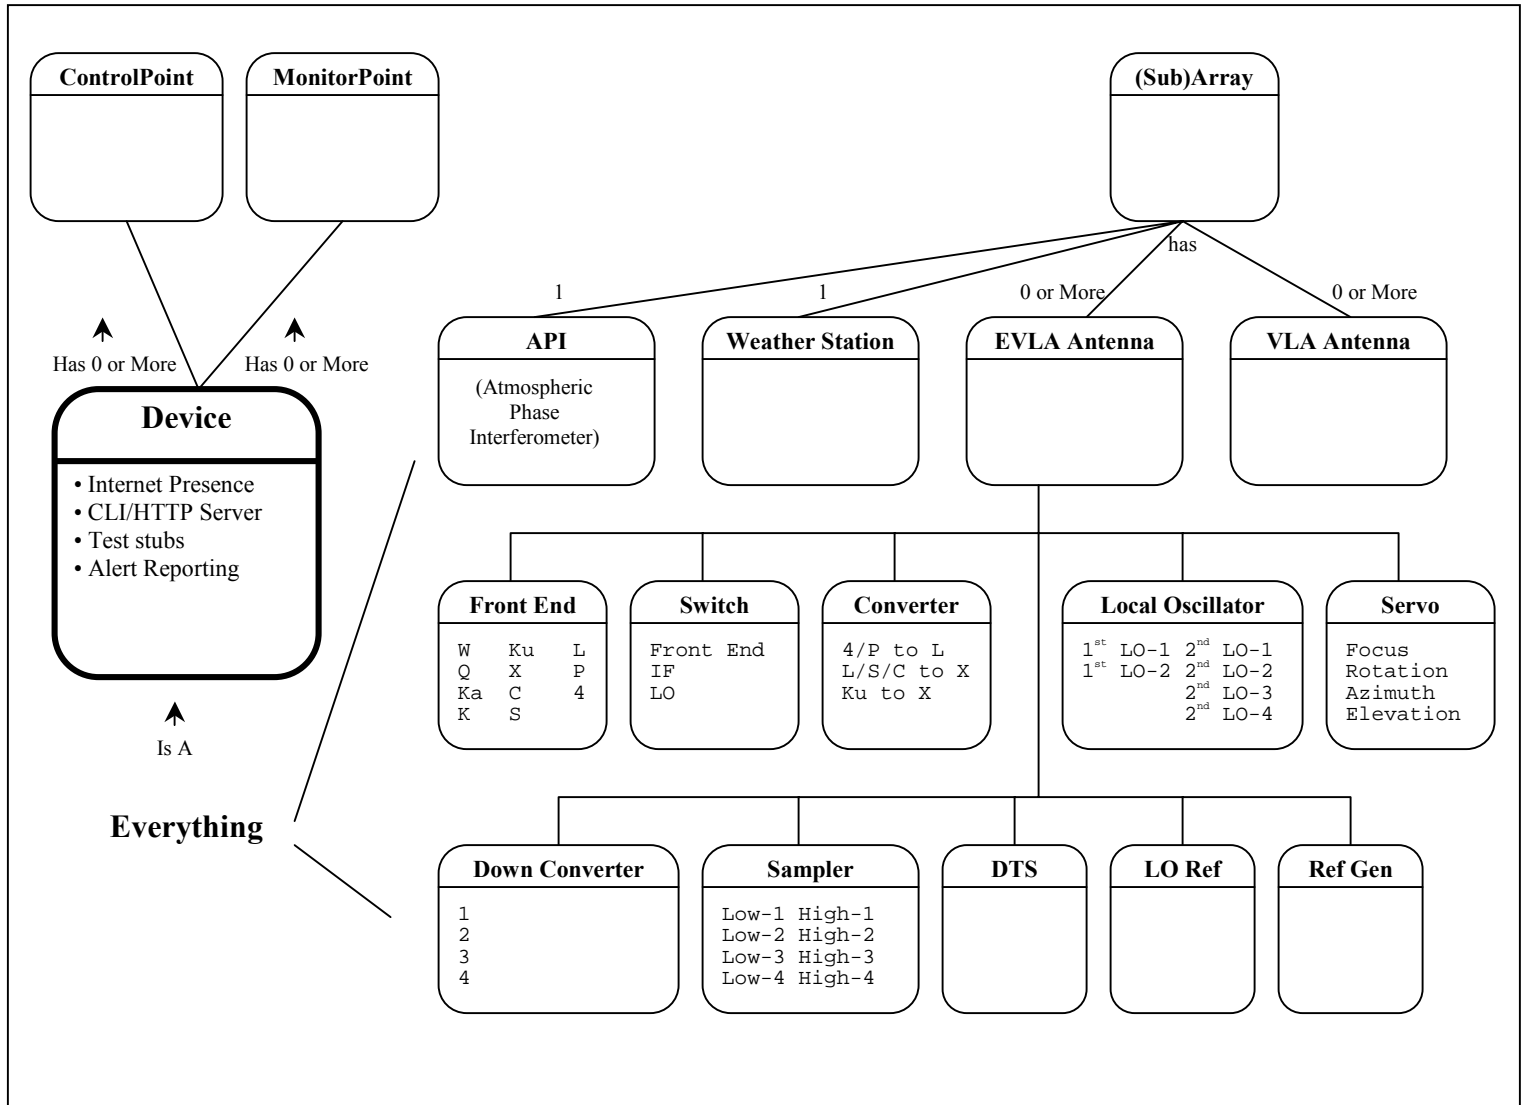 ControlPoint
MonitorPoint
(Sub)Array
has
1
1
0 or More
0 or More
Has 0 or More
Has 0 or More
API
(Atmospheric
Phase
Interferometer)
Weather Station
EVLA Antenna
VLA Antenna
Device
• Internet Presence
• CLI/HTTP Server
• Test stubs
• Alert Reporting
Is A
Everything
Front End
W Ku L
Q X P
Ka C 4
K S
Switch
Front End
IF
LO
Converter
4/P to L
L/S/C to X
Ku to X
Local Oscillator
1st LO-1 2nd LO-1
1st LO-2 2nd LO-2
2nd LO-3
2nd LO-4
Servo
Focus
Rotation
Azimuth
Elevation
Down Converter
1
2
3
4
Sampler
Low-1 High-1
Low-2 High-2
Low-3 High-3
Low-4 High-4
DTS
LO Ref
Ref Gen